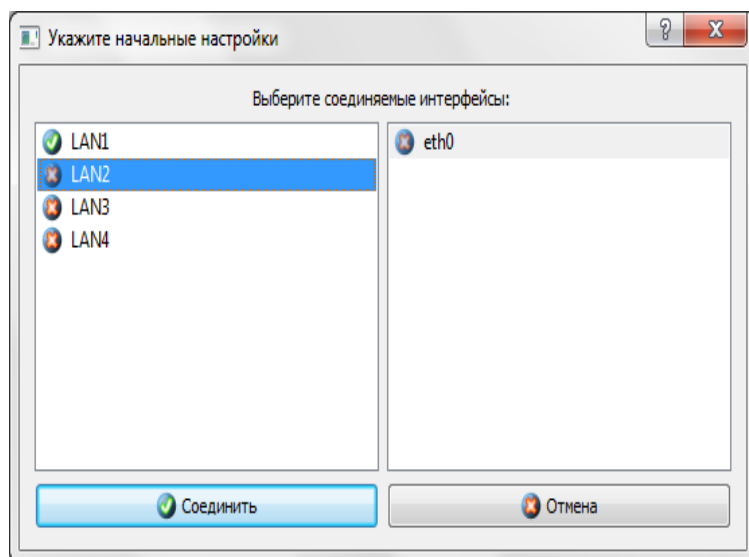 Укажите начальные настройки
Выберите соединяемые интерфейсы:
LAN1
LAN2
LAN3
LAN4
eth0
Соединить
Отмена